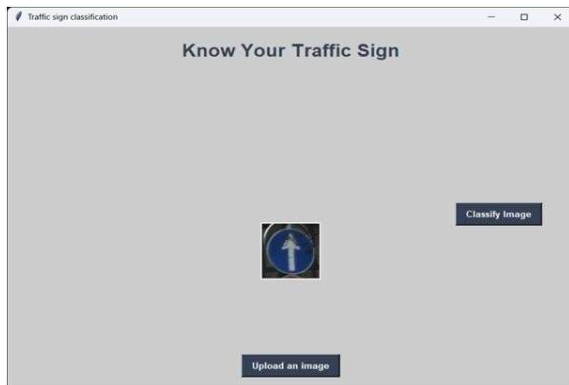 Traffic sign classification
Know Your Traffic Sign
Classify Image
Upload an image